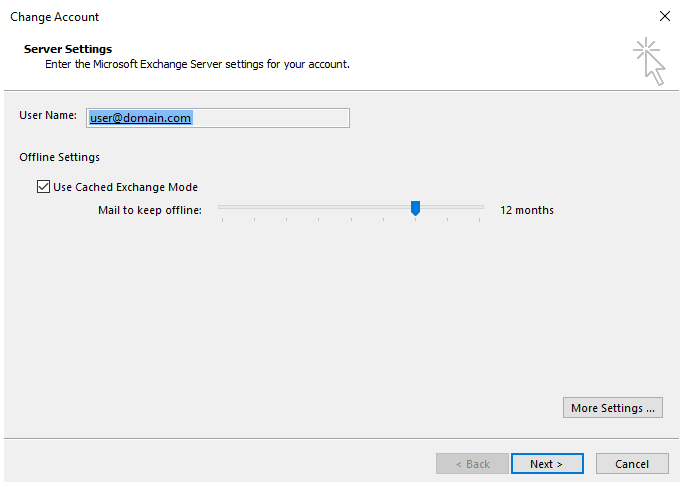 Change Account
Server Settings
Enter the Microsoft Exchange Server settings for your account.
User Name: user@domain.com
Offline Settings
Use Cached Exchange Mode
Mail to keep offline: 12 months
More Settings ...
< Back Next > Cancel